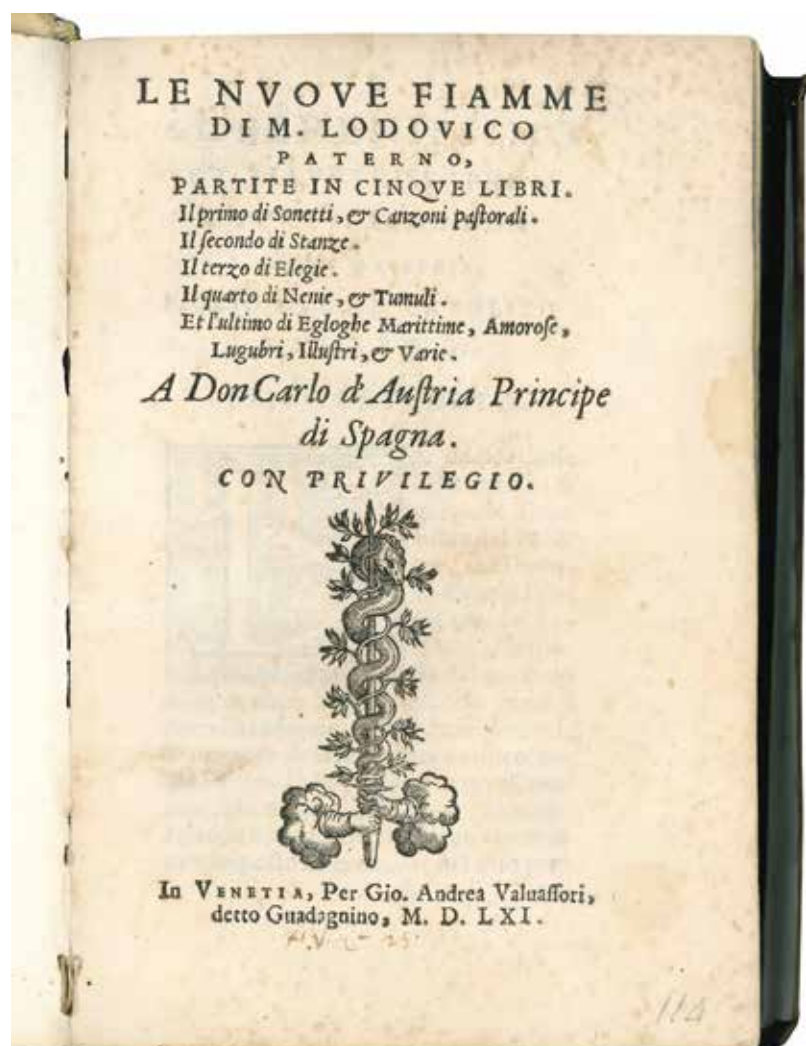 LE NVOVE FIAMME
DI M. LODOVICO
PATERNO,
PARTITE IN CINQVE LIBRI.
Il primo di Sonetti, & Canzoni paſtorali.
Il ſecondo di Stanze.
Il terzo di Elegie.
Il quarto di Nenie, & Tumuli.
Et l'ultimo di Egloghe Marittime, Amoroſe,
Lugubri, Illuſtri, & Varie.
A Don Carlo d'Auſtria Principe
di Spagna.
CON PRIVILEGIO.
In VENETIA, Per Gio. Andrea Valuaſſori,
detto Guadagnino, M. D. LXI.